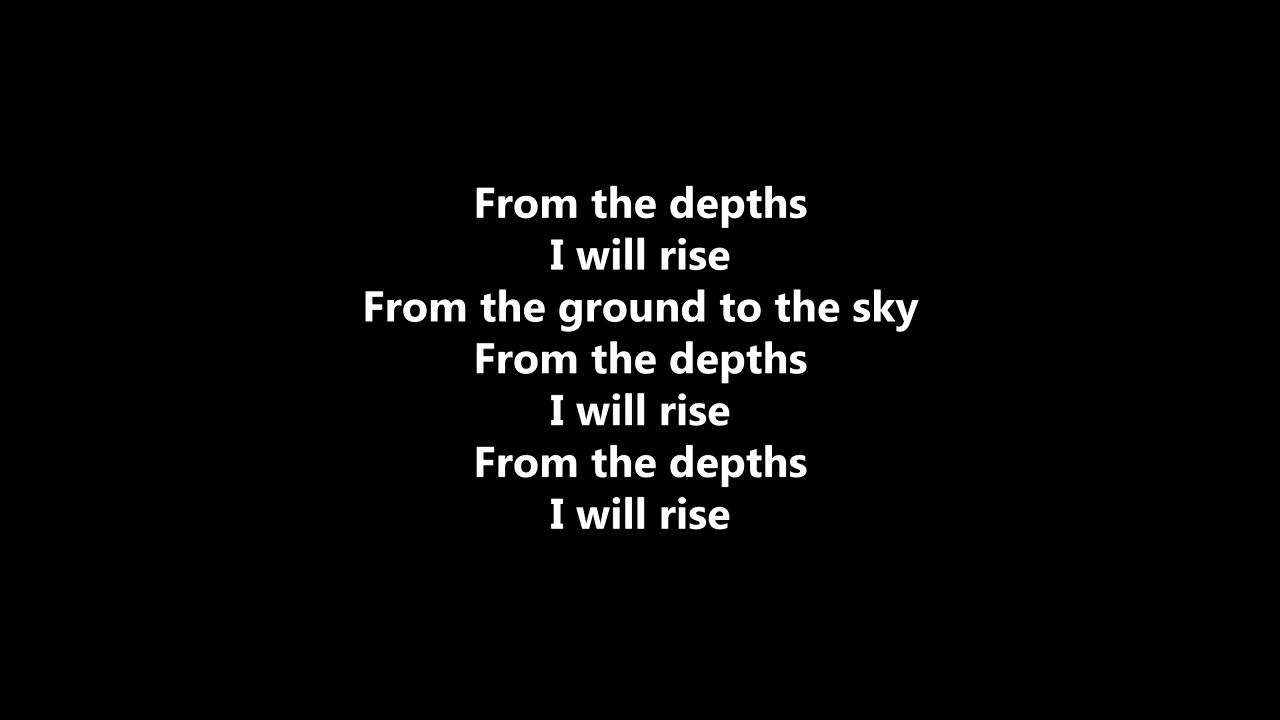 From the depths
I will rise
From the ground to the sky
From the depths
I will rise
From the depths
I will rise